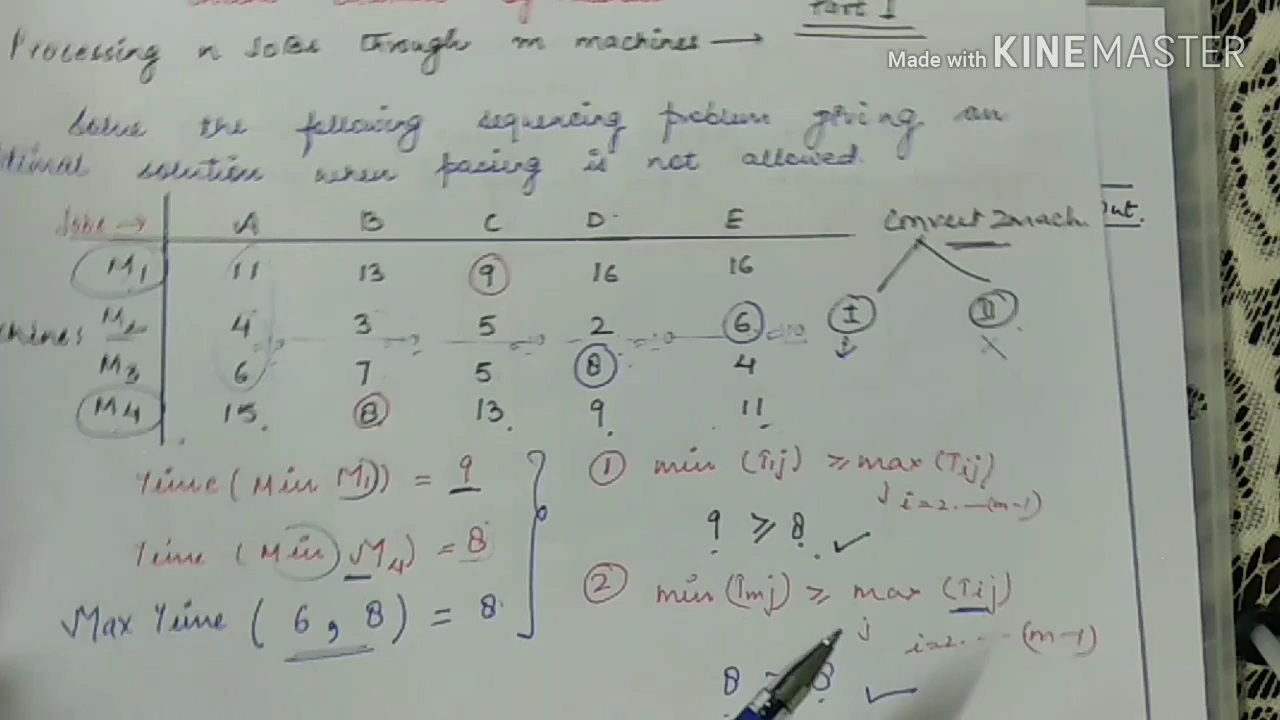 Part I
Made with KINEMASTER
Processing n Jobs through m machines →
Solve the following sequencing problem giving an
solution when passing is not allowed.
Jobs → A B C D E
Convert 2 mach.
M1 11 13 9 16 16
I II
M2 4 3 5 2 6
M3 6 7 5 8 4
M4 15 8 13 9 11
Time (Min M1) = 9
① min (Tij) ≥ max (Tij)
j i=2....(m-1)
9 ≥ 8 ✓
Time (Min M4) = 8
② min (Tmj) ≥ max (Tij)
j i=2.....(m-1)
Max Time (6, 8) = 8
8 8 ✓